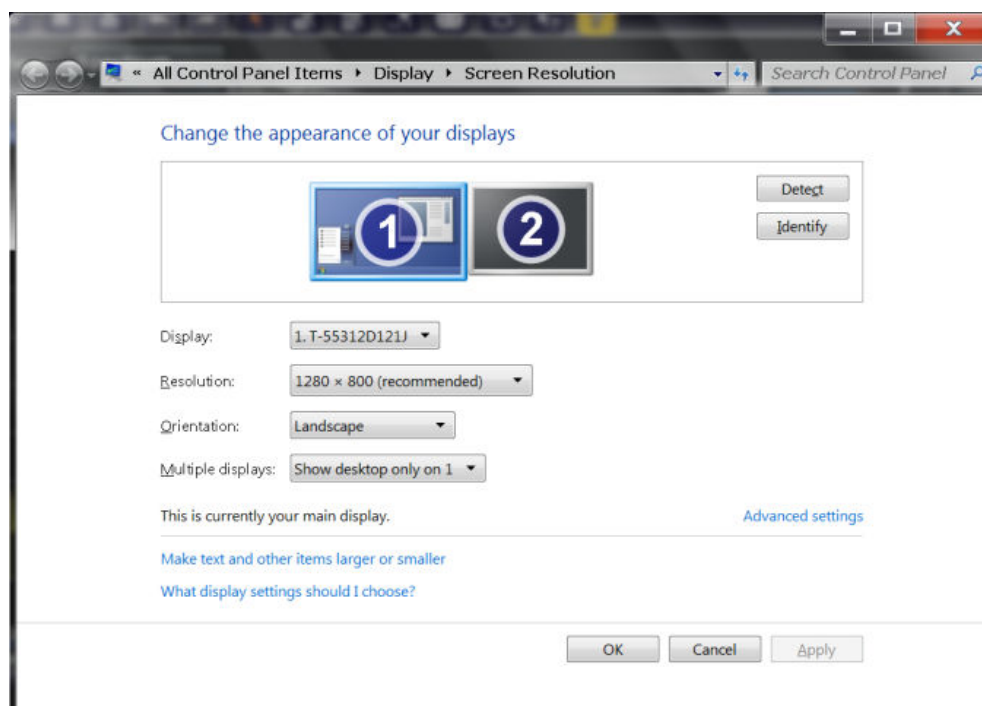 « All Control Panel Items ▸ Display ▸ Screen Resolution Search Control Panel
Change the appearance of your displays
1 2
Detect
Identify
Display: 1. T-55312D121J
Resolution: 1280 × 800 (recommended)
Orientation: Landscape
Multiple displays: Show desktop only on 1
This is currently your main display. Advanced settings
Make text and other items larger or smaller
What display settings should I choose?
OK Cancel Apply